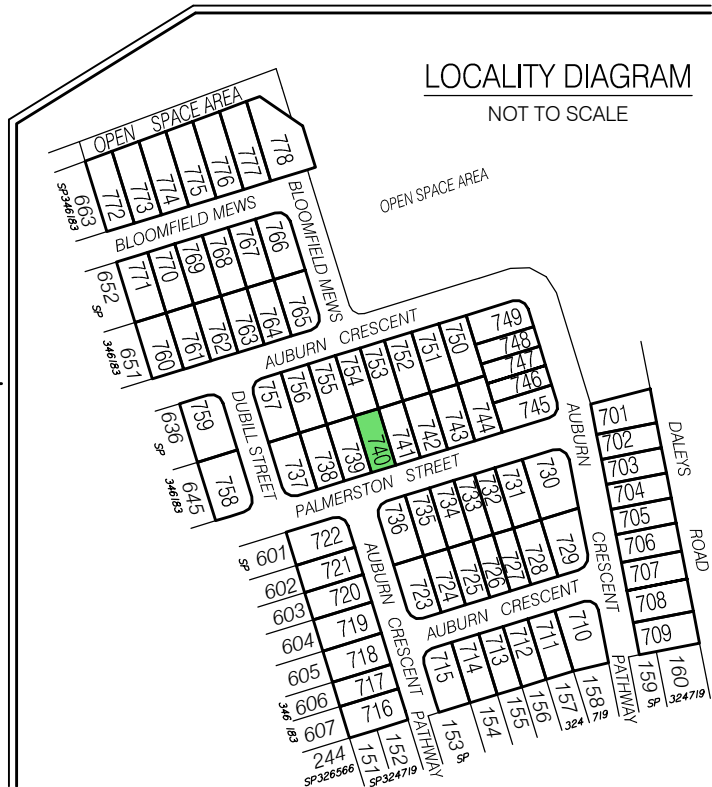 LOCALITY DIAGRAM
NOT TO SCALE
OPEN SPACE AREA
OPEN SPACE AREA
663 772 773 774 775 776 777 778
SP346183
BLOOMFIELD MEWS
BLOOMFIELD MEWS
652 771 770 769 768 767 766
SP 346183
651 760 761 762 763 764 765
AUBURN CRESCENT
636 759
SP 346183
645 758
DUBILL STREET
757 756 755 754 753 752 751 750 749
748
747
746
745
737 738 739 740 741 742 743 744
PALMERSTON STREET
AUBURN CRESCENT
701
702
703
704
705
706
707
708
709
DALEYS ROAD
736 735 734 733 732 731 730
723 724 725 726 727 728 729
AUBURN CRESCENT
715 714 713 712 711 710
AUBURN CRESCENT
SP 601 722
602 721
603 720
604 719
605 718
606 717
346183
607 716
244
SP326566
151 152
SP324719
PATHWAY
153 154 155 156 157 158
SP 324719
PATHWAY
159 160
SP 324719